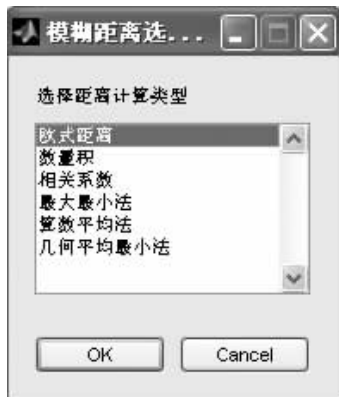 模糊距离选...
选择距离计算类型
欧式距离
数量积
相关系数
最大最小法
算数平均法
几何平均最小法
OK Cancel